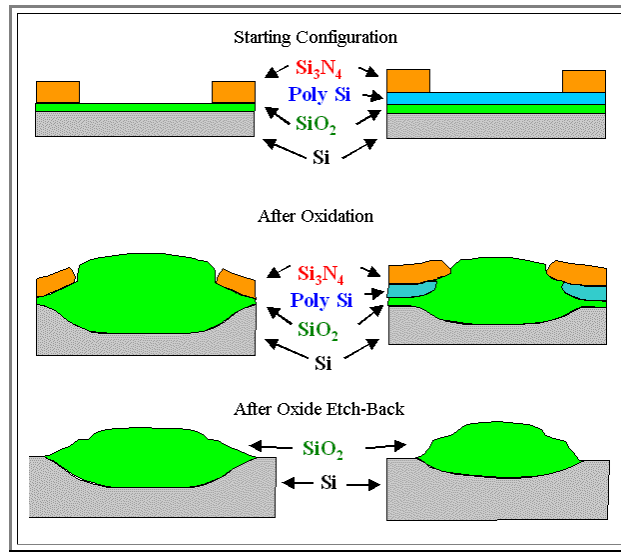 Starting Configuration
Si₃N₄
Poly Si
SiO₂
Si
After Oxidation
Si₃N₄
Poly Si
SiO₂
Si
After Oxide Etch-Back
SiO₂
Si